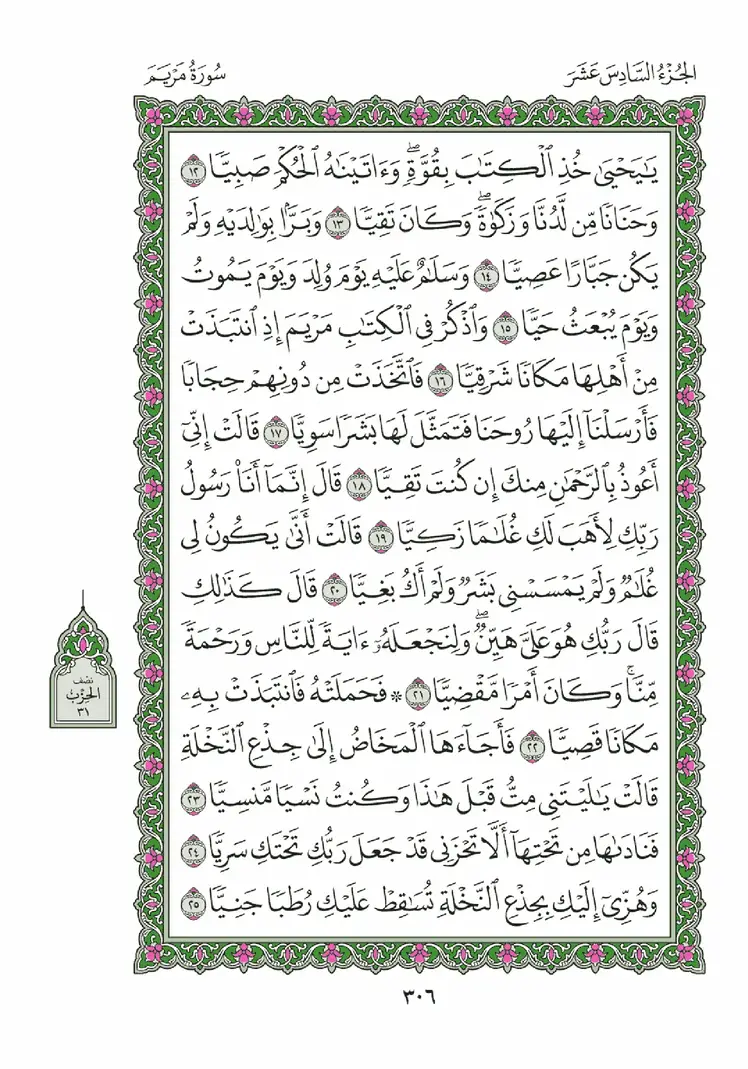 الجُزْءُ السَّادِسَ عَشَرَ
سُورَةُ مَرْيَمَ
يَٰيَحْيَىٰ خُذِ ٱلْكِتَٰبَ بِقُوَّةٖۖ وَءَاتَيْنَٰهُ ٱلْحُكْمَ صَبِيّٗا ١٢
وَحَنَانٗا مِّن لَّدُنَّا وَزَكَوٰةٗۖ وَكَانَ تَقِيّٗا ١٣ وَبَرَّۢا بِوَٰلِدَيْهِ وَلَمْ
يَكُن جَبَّارًا عَصِيّٗا ١٤ وَسَلَٰمٌ عَلَيْهِ يَوْمَ وُلِدَ وَيَوْمَ يَمُوتُ
وَيَوْمَ يُبْعَثُ حَيّٗا ١٥ وَٱذْكُرْ فِي ٱلْكِتَٰبِ مَرْيَمَ إِذِ ٱنتَبَذَتْ
مِنْ أَهْلِهَا مَكَانٗا شَرْقِيّٗا ١٦ فَٱتَّخَذَتْ مِن دُونِهِمْ حِجَابٗا
فَأَرْسَلْنَآ إِلَيْهَا رُوحَنَا فَتَمَثَّلَ لَهَا بَشَرٗا سَوِيّٗا ١٧ قَالَتْ إِنِّيٓ
أَعُوذُ بِٱلرَّحْمَٰنِ مِنكَ إِن كُنتَ تَقِيّٗا ١٨ قَالَ إِنَّمَآ أَنَا۠ رَسُولُ
رَبِّكِ لِأَهَبَ لَكِ غُلَٰمٗا زَكِيّٗا ١٩ قَالَتْ أَنَّىٰ يَكُونُ لِي
غُلَٰمٞ وَلَمْ يَمْسَسْنِي بَشَرٞ وَلَمْ أَكُ بَغِيّٗا ٢٠ قَالَ كَذَٰلِكِ
قَالَ رَبُّكِ هُوَ عَلَيَّ هَيِّنٞۖ وَلِنَجْعَلَهُۥٓ ءَايَةٗ لِّلنَّاسِ وَرَحْمَةٗ
مِّنَّاۚ وَكَانَ أَمْرٗا مَّقْضِيّٗا ٢١ ۞ فَحَمَلَتْهُ فَٱنتَبَذَتْ بِهِۦ
مَكَانٗا قَصِيّٗا ٢٢ فَأَجَآءَهَا ٱلْمَخَاضُ إِلَىٰ جِذْعِ ٱلنَّخْلَةِ
قَالَتْ يَٰلَيْتَنِي مِتُّ قَبْلَ هَٰذَا وَكُنتُ نَسْيٗا مَّنسِيّٗا ٢٣
فَنَادَىٰهَا مِن تَحْتِهَآ أَلَّا تَحْزَنِي قَدْ جَعَلَ رَبُّكِ تَحْتَكِ سَرِيّٗا ٢٤
وَهُزِّيٓ إِلَيْكِ بِجِذْعِ ٱلنَّخْلَةِ تُسَٰقِطْ عَلَيْكِ رُطَبٗا جَنِيّٗا ٢٥
نصف
الحزب
٣١
٣٠٦